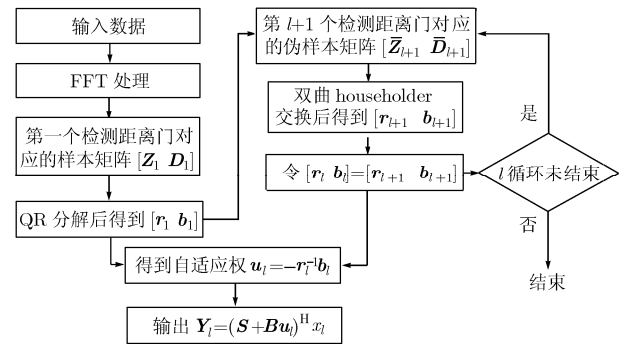 输入数据
FFT 处理
第一个检测距离门对
应的样本矩阵 [Z₁ D₁]
QR 分解后得到 [r₁ b₁]
第 l+1 个检测距离门对应
的伪样本矩阵 [Z̄ₗ₊₁ D̄ₗ₊₁]
双曲 householder
交换后得到 [rₗ₊₁ bₗ₊₁]
令 [rₗ bₗ]=[rₗ₊₁ bₗ₊₁]
l 循环未结束
是
否
结束
得到自适应权 uₗ=−rₗ⁻¹bₗ
输出 Yₗ=(S+Buₗ)ᴴ xₗ